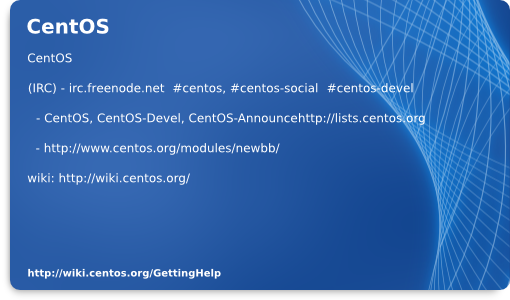 CentOS
CentOS
(IRC) - irc.freenode.net  #centos, #centos-social  #centos-devel
- CentOS, CentOS-Devel, CentOS-Announcehttp://lists.centos.org
- http://www.centos.org/modules/newbb/
wiki: http://wiki.centos.org/
http://wiki.centos.org/GettingHelp